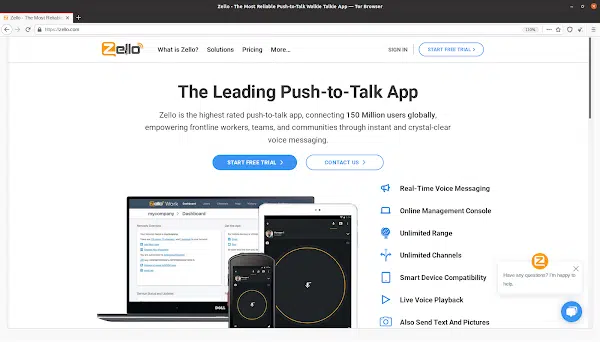 Zello - The Most Reliable Push-to-Talk Walkie Talkie App — Tor Browser
Zello - The Most Reliabl
https://zello.com
120%
Zello
What is Zello?
Solutions
Pricing
More...
SIGN IN
START FREE TRIAL
The Leading Push-to-Talk App
Zello is the highest rated push-to-talk app, connecting 150 Million users globally,
empowering frontline workers, teams, and communities through instant and crystal-clear
voice messaging.
START FREE TRIAL
CONTACT US
Zello Work
Dashboard
mycompany
Dashboard
DELL
Real-Time Voice Messaging
Online Management Console
Unlimited Range
Unlimited Channels
Smart Device Compatibility
Live Voice Playback
Also Send Text And Pictures
Have any question? I'm happy to
help.